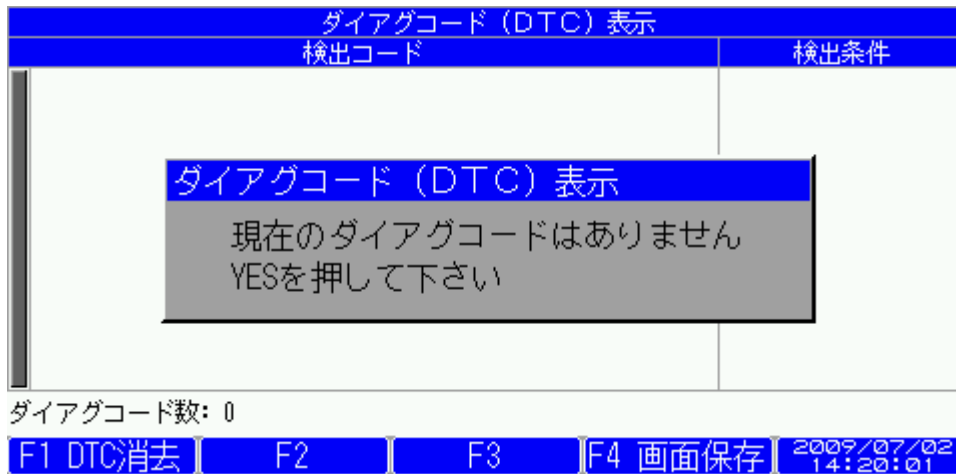 ダイアグコード（DTC）表示
検出コード 検出条件
ダイアグコード（DTC）表示
現在のダイアグコードはありません
YESを押して下さい
ダイアグコード数: 0
F1 DTC消去 F2 F3 F4 画面保存 2009/07/02
14:20:01